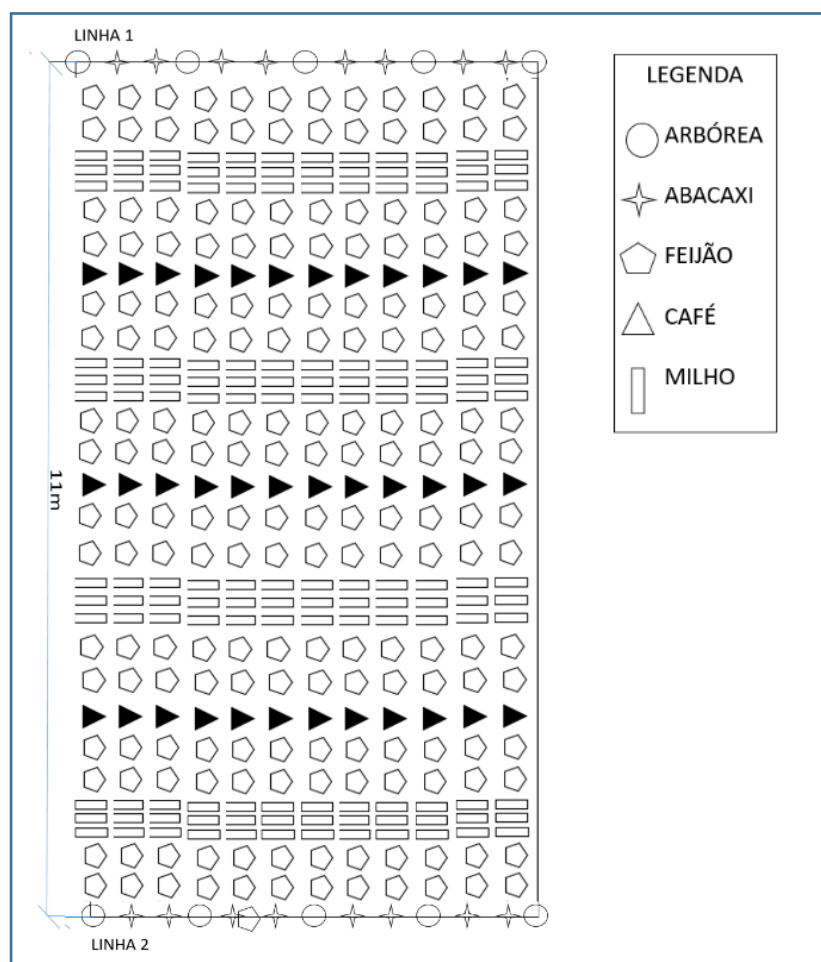 LINHA 1
LEGENDA
ARBÓREA
ABACAXI
FEIJÃO
CAFÉ
MILHO
11m
LINHA 2